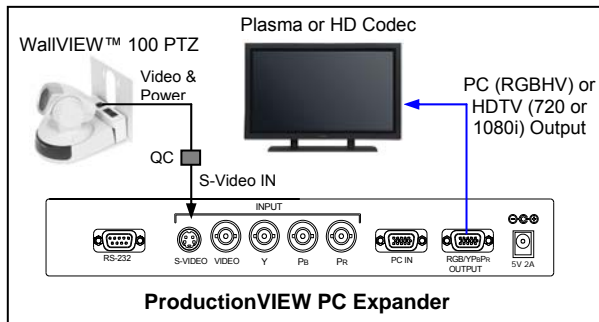 Plasma or HD Codec
WallVIEW™ 100 PTZ
Video &
Power
PC (RGBHV) or
HDTV (720 or
1080i) Output
QC
S-Video IN
INPUT
RS-232
S-VIDEO
VIDEO
Y
PB
PR
PC IN
RGB/YPBPR
OUTPUT
5V 2A
ProductionVIEW PC Expander